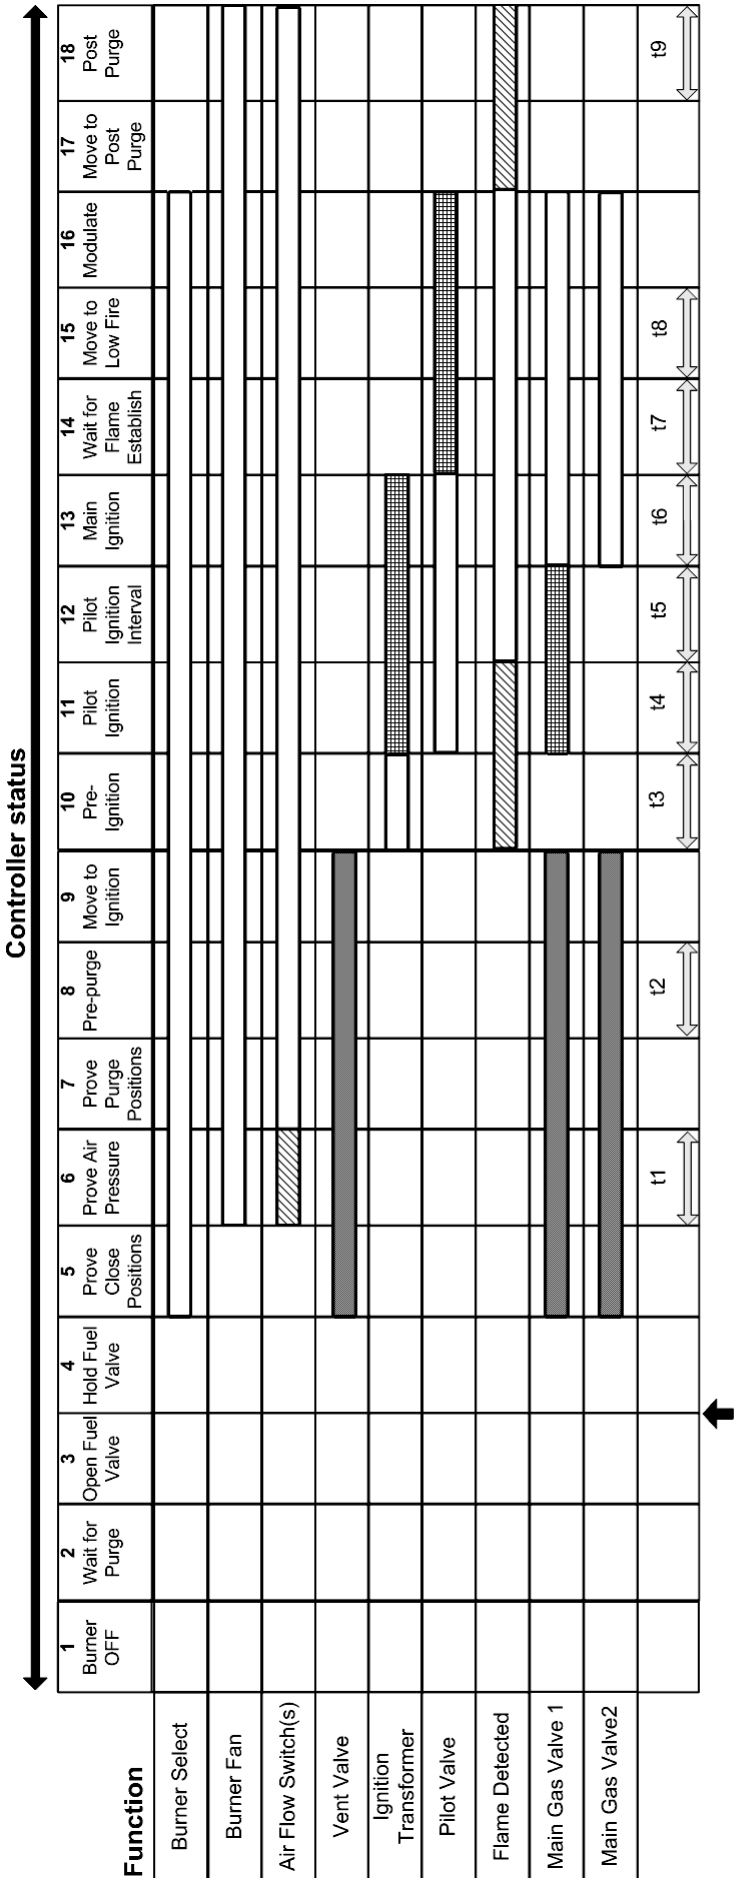 Controller status
Function
1
Burner
OFF
2
Wait for
Purge
3
Open Fuel
Valve
4
Hold Fuel
Valve
5
Prove
Close
Positions
6
Prove Air
Pressure
7
Prove
Purge
Positions
8
Pre-purge
9
Move to
Ignition
10
Pre-
Ignition
11
Pilot
Ignition
12
Pilot
Ignition
Interval
13
Main
Ignition
14
Wait for
Flame
Establish
15
Move to
Low Fire
16
Modulate
17
Move to
Post
Purge
18
Post
Purge
Burner Select
Burner Fan
Air Flow Switch(s)
Vent Valve
Ignition
Transformer
Pilot Valve
Flame Detected
Main Gas Valve 1
Main Gas Valve2
t1
t2
t3
t4
t5
t6
t7
t8
t9